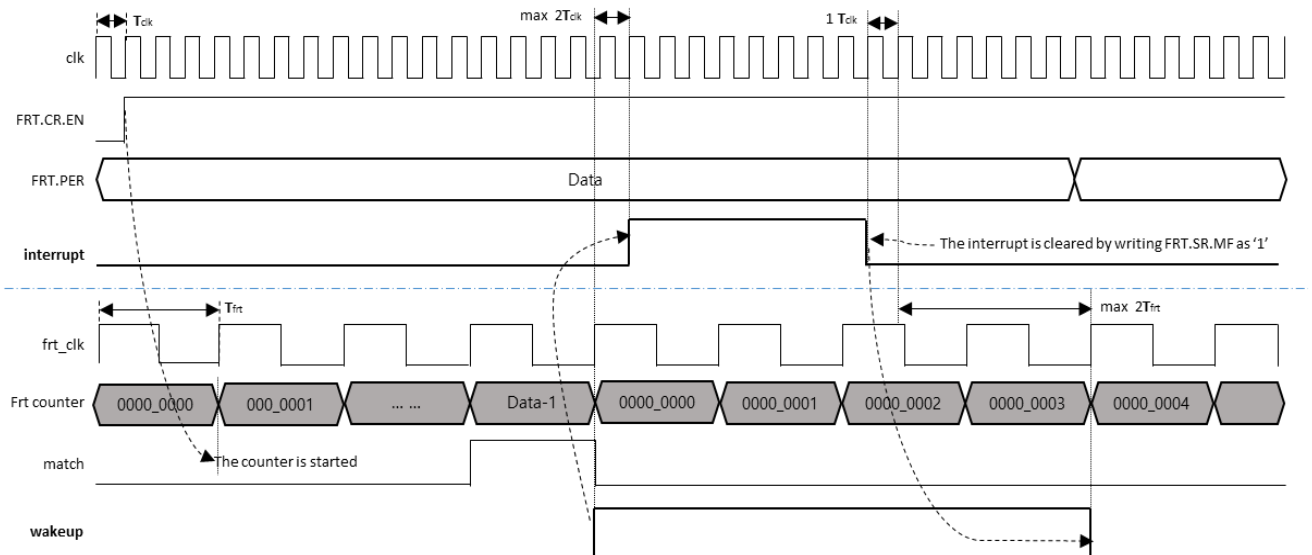 Tclk
max 2Tclk
1 Tclk
clk
FRT.CR.EN
FRT.PER
Data
interrupt
The interrupt is cleared by writing FRT.SR.MF as ‘1’
Tfrt
max 2Tfrt
frt_clk
Frt counter
0000_0000
000_0001
... ...
Data-1
0000_0000
0000_0001
0000_0002
0000_0003
0000_0004
match
The counter is started
wakeup